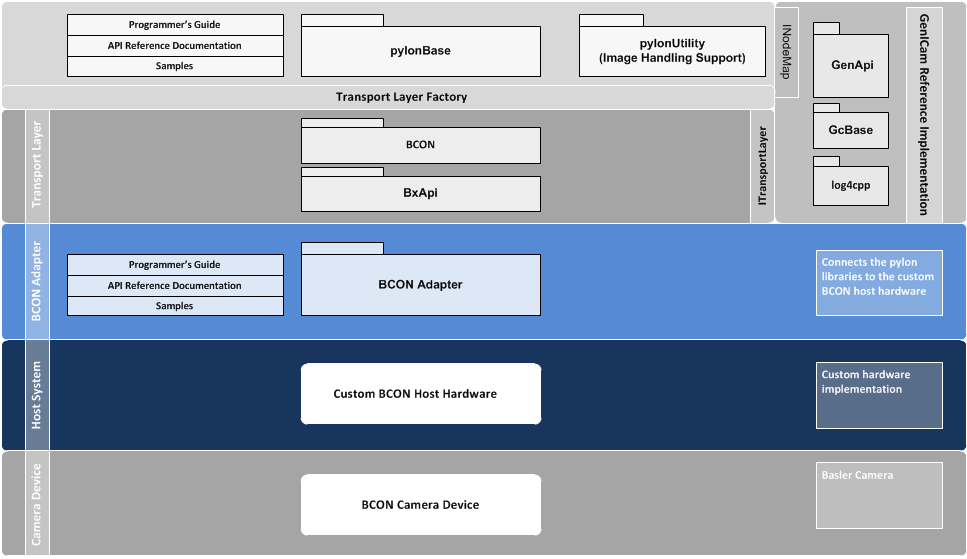 Programmer's Guide
API Reference Documentation
Samples
pylonBase
pylonUtility
(Image Handling Support)
INodeMap
GenApi
GcBase
log4cpp
GenICam Reference Implementation
Transport Layer Factory
Transport Layer
BCON
BxApi
ITransportLayer
BCON Adapter
Programmer's Guide
API Reference Documentation
Samples
BCON Adapter
Connects the pylon
libraries to the custom
BCON host hardware
Host System
Custom BCON Host Hardware
Custom hardware
implementation
Camera Device
BCON Camera Device
Basler Camera